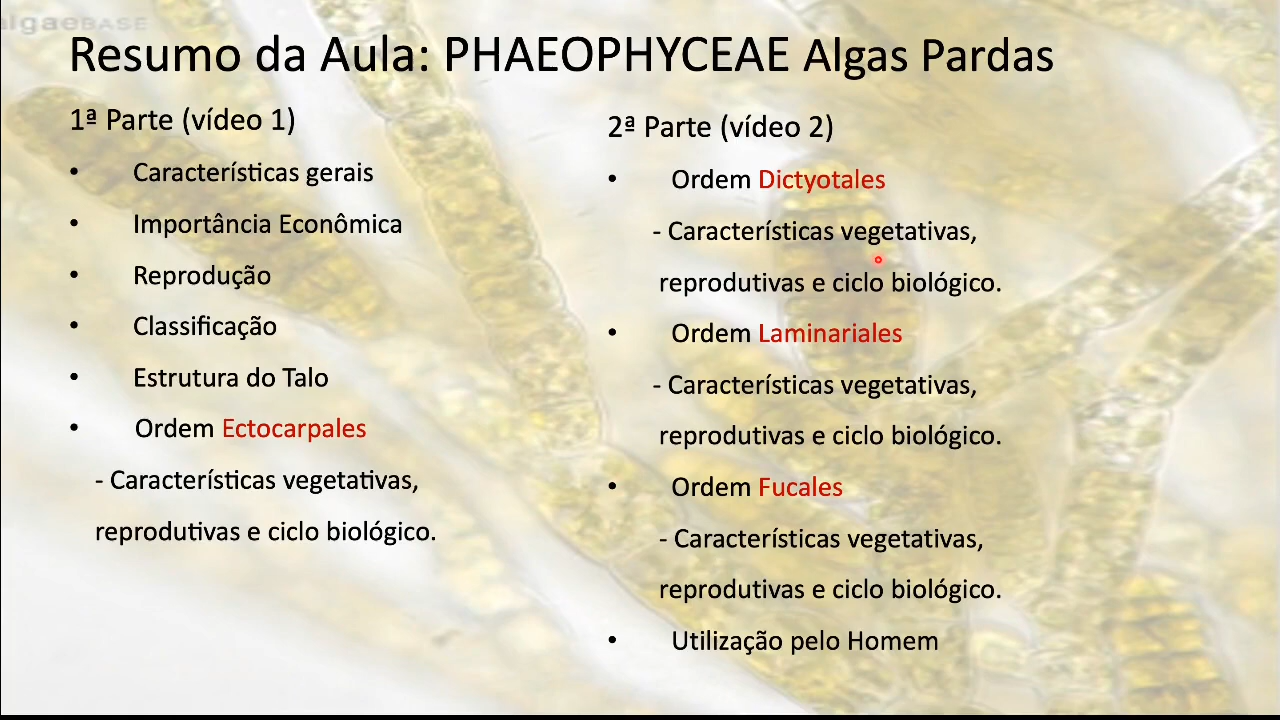 algaeBASE
Resumo da Aula: PHAEOPHYCEAE Algas Pardas
1ª Parte (vídeo 1)
• Características gerais
• Importância Econômica
• Reprodução
• Classificação
• Estrutura do Talo
• Ordem Ectocarpales
- Características vegetativas,
reprodutivas e ciclo biológico.
2ª Parte (vídeo 2)
• Ordem Dictyotales
- Características vegetativas,
reprodutivas e ciclo biológico.
• Ordem Laminariales
- Características vegetativas,
reprodutivas e ciclo biológico.
• Ordem Fucales
- Características vegetativas,
reprodutivas e ciclo biológico.
• Utilização pelo Homem